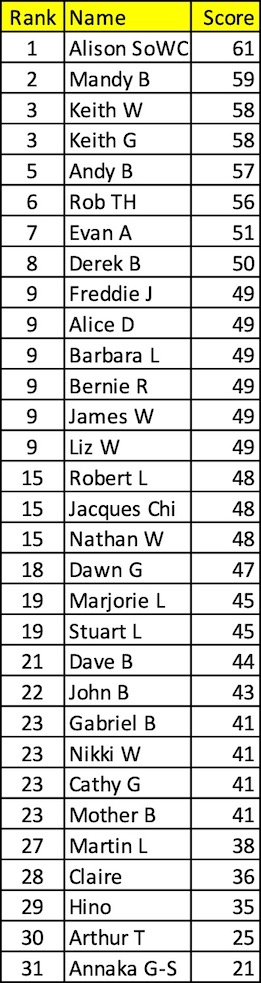 Rank Name Score
1 Alison SoWC 61
2 Mandy B 59
3 Keith W 58
3 Keith G 58
5 Andy B 57
6 Rob TH 56
7 Evan A 51
8 Derek B 50
9 Freddie J 49
9 Alice D 49
9 Barbara L 49
9 Bernie R 49
9 James W 49
9 Liz W 49
15 Robert L 48
15 Jacques Chi 48
15 Nathan W 48
18 Dawn G 47
19 Marjorie L 45
19 Stuart L 45
21 Dave B 44
22 John B 43
23 Gabriel B 41
23 Nikki W 41
23 Cathy G 41
23 Mother B 41
27 Martin L 38
28 Claire 36
29 Hino 35
30 Arthur T 25
31 Annaka G-S 21